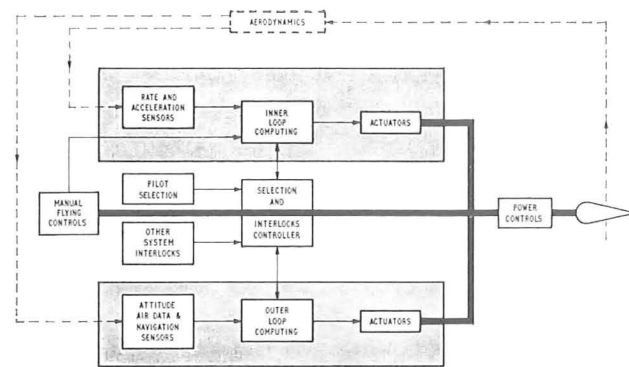 AERODYNAMICS
RATE AND
ACCELERATION
SENSORS
INNER
LOOP
COMPUTING
ACTUATORS
PILOT
SELECTION
SELECTION
AND
INTERLOCKS
CONTROLLER
MANUAL
FLYING
CONTROLS
POWER
CONTROLS
OTHER
SYSTEM
INTERLOCKS
ATTITUDE
AIR DATA &
NAVIGATION
SENSORS
OUTER
LOOP
COMPUTING
ACTUATORS